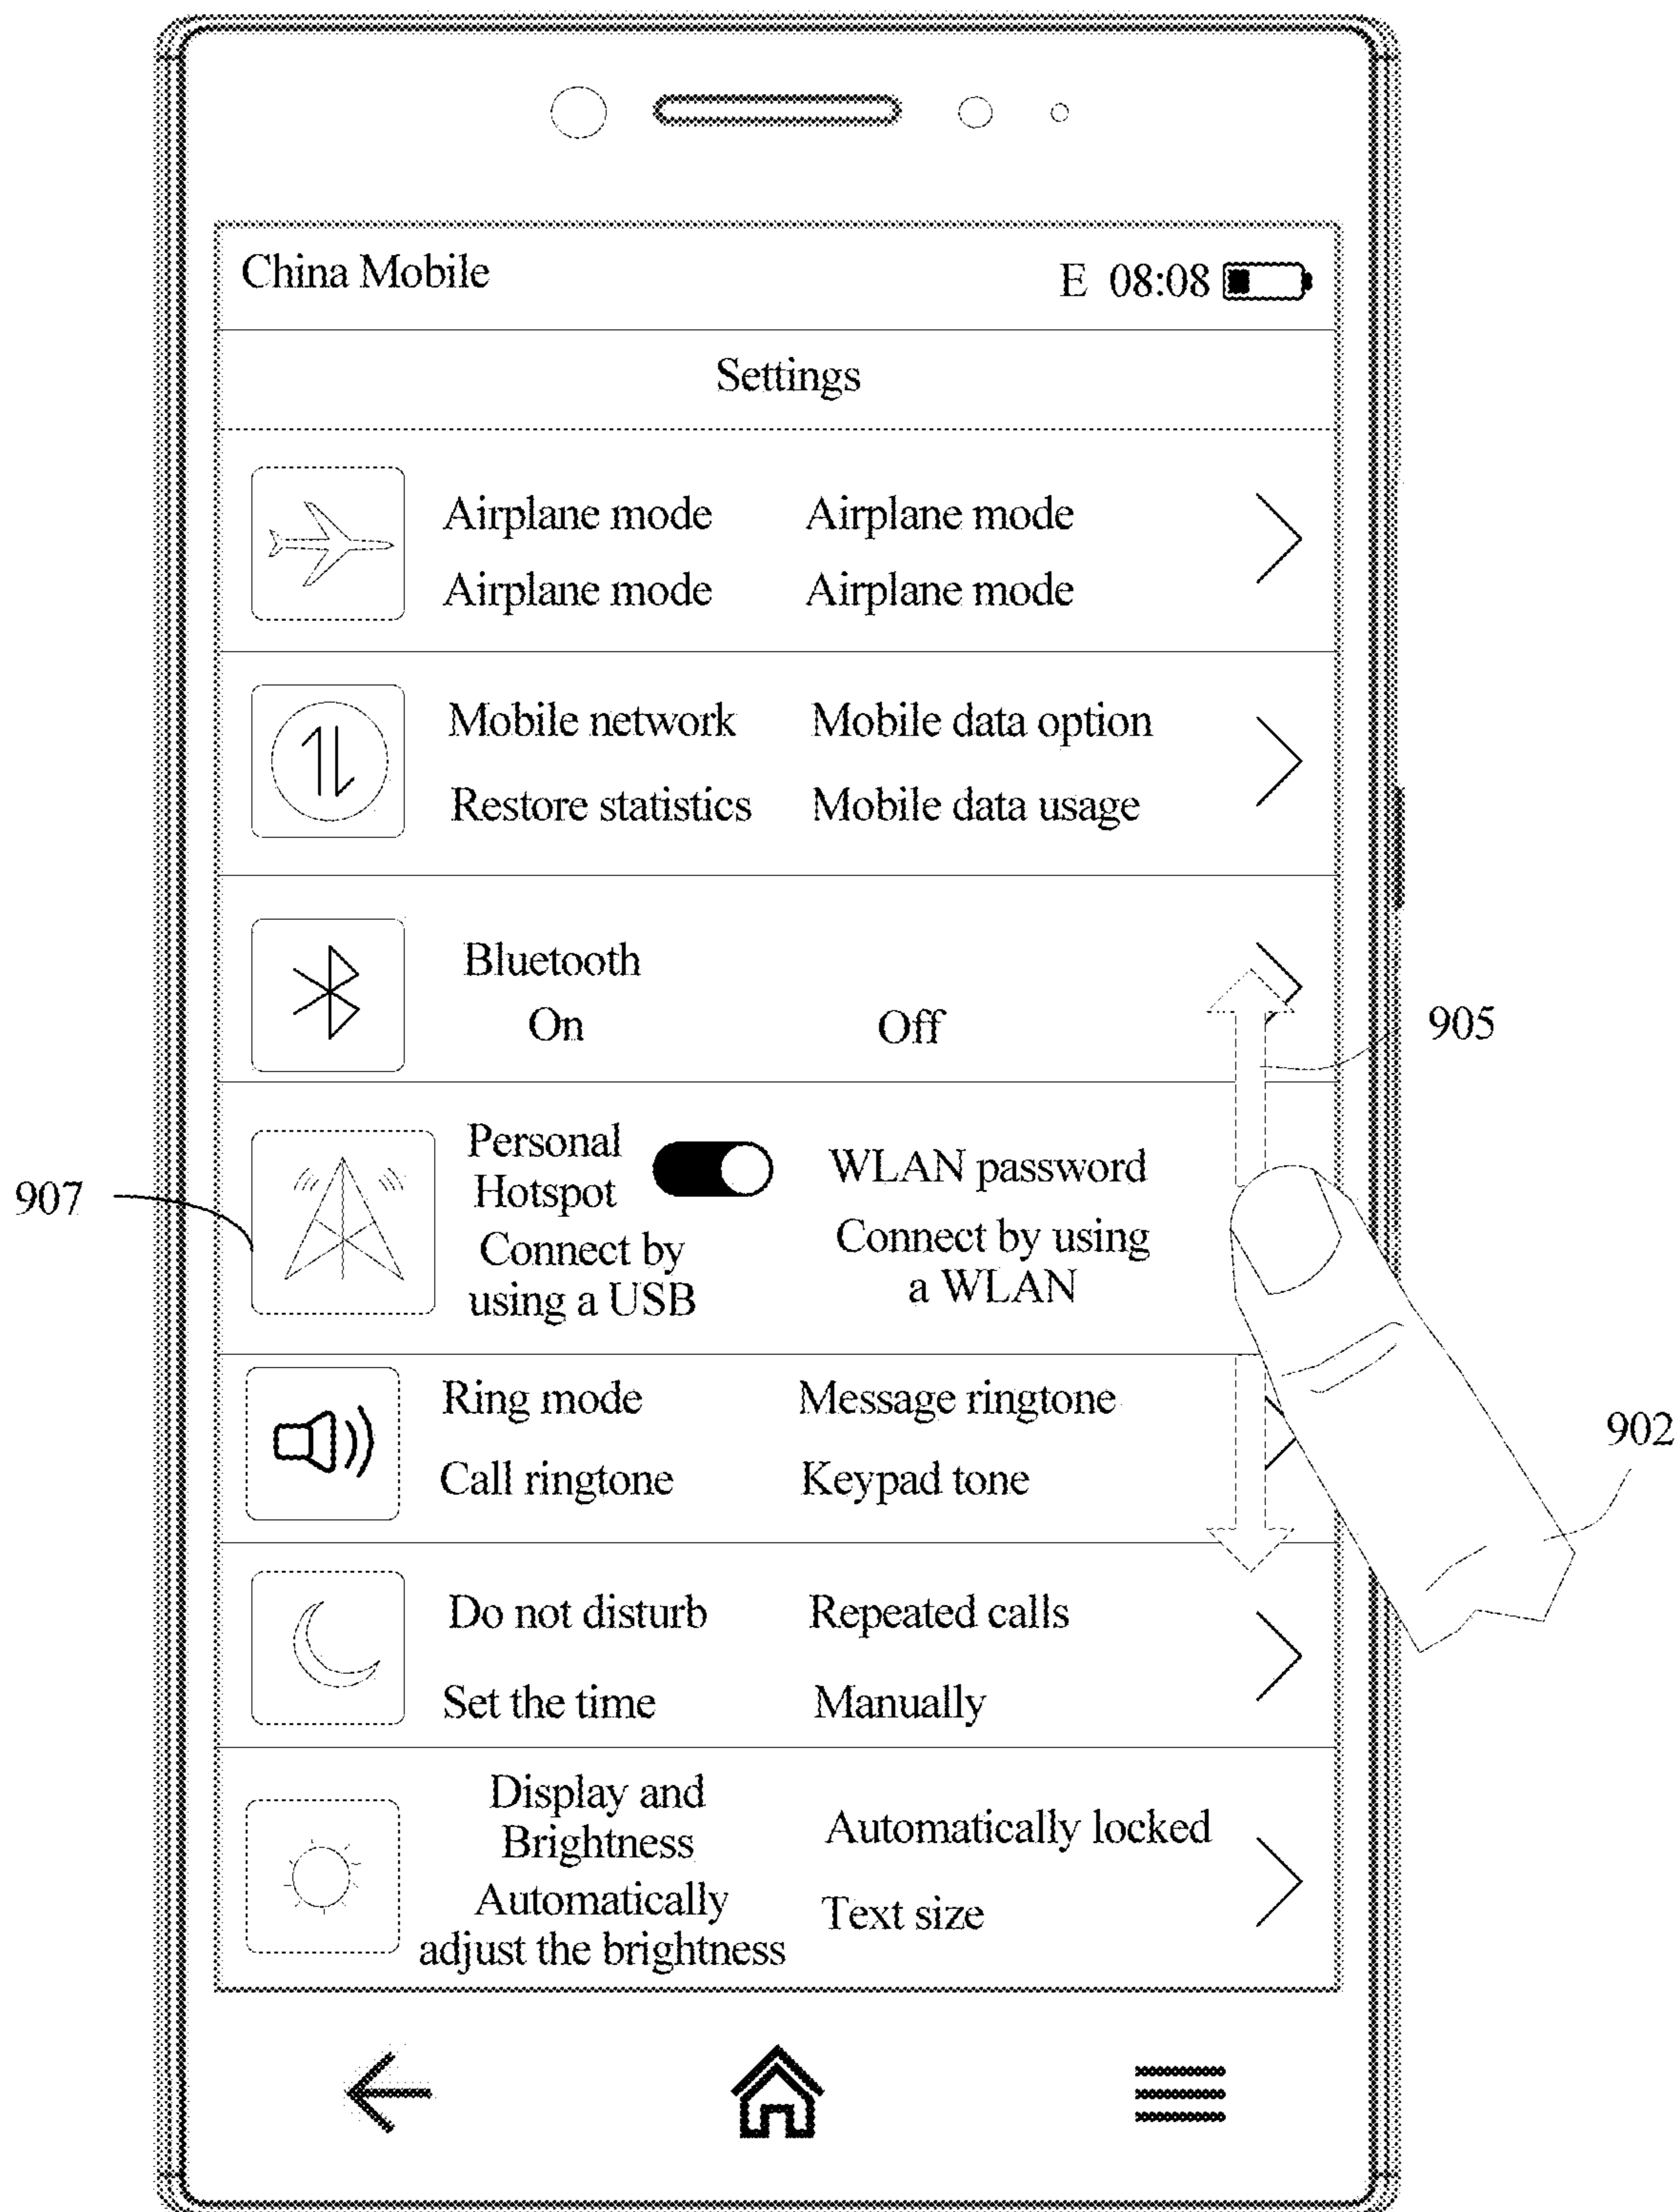 China Mobile E 08:08
Settings
Airplane mode Airplane mode
Airplane mode Airplane mode
Mobile network Mobile data option
Restore statistics Mobile data usage
Bluetooth
On Off
905
Personal
Hotspot
WLAN password
907
Connect by
using a USB
Connect by using
a WLAN
Ring mode Message ringtone
902
Call ringtone Keypad tone
Do not disturb Repeated calls
Set the time Manually
Display and
Brightness
Automatically locked
Automatically
adjust the brightness
Text size